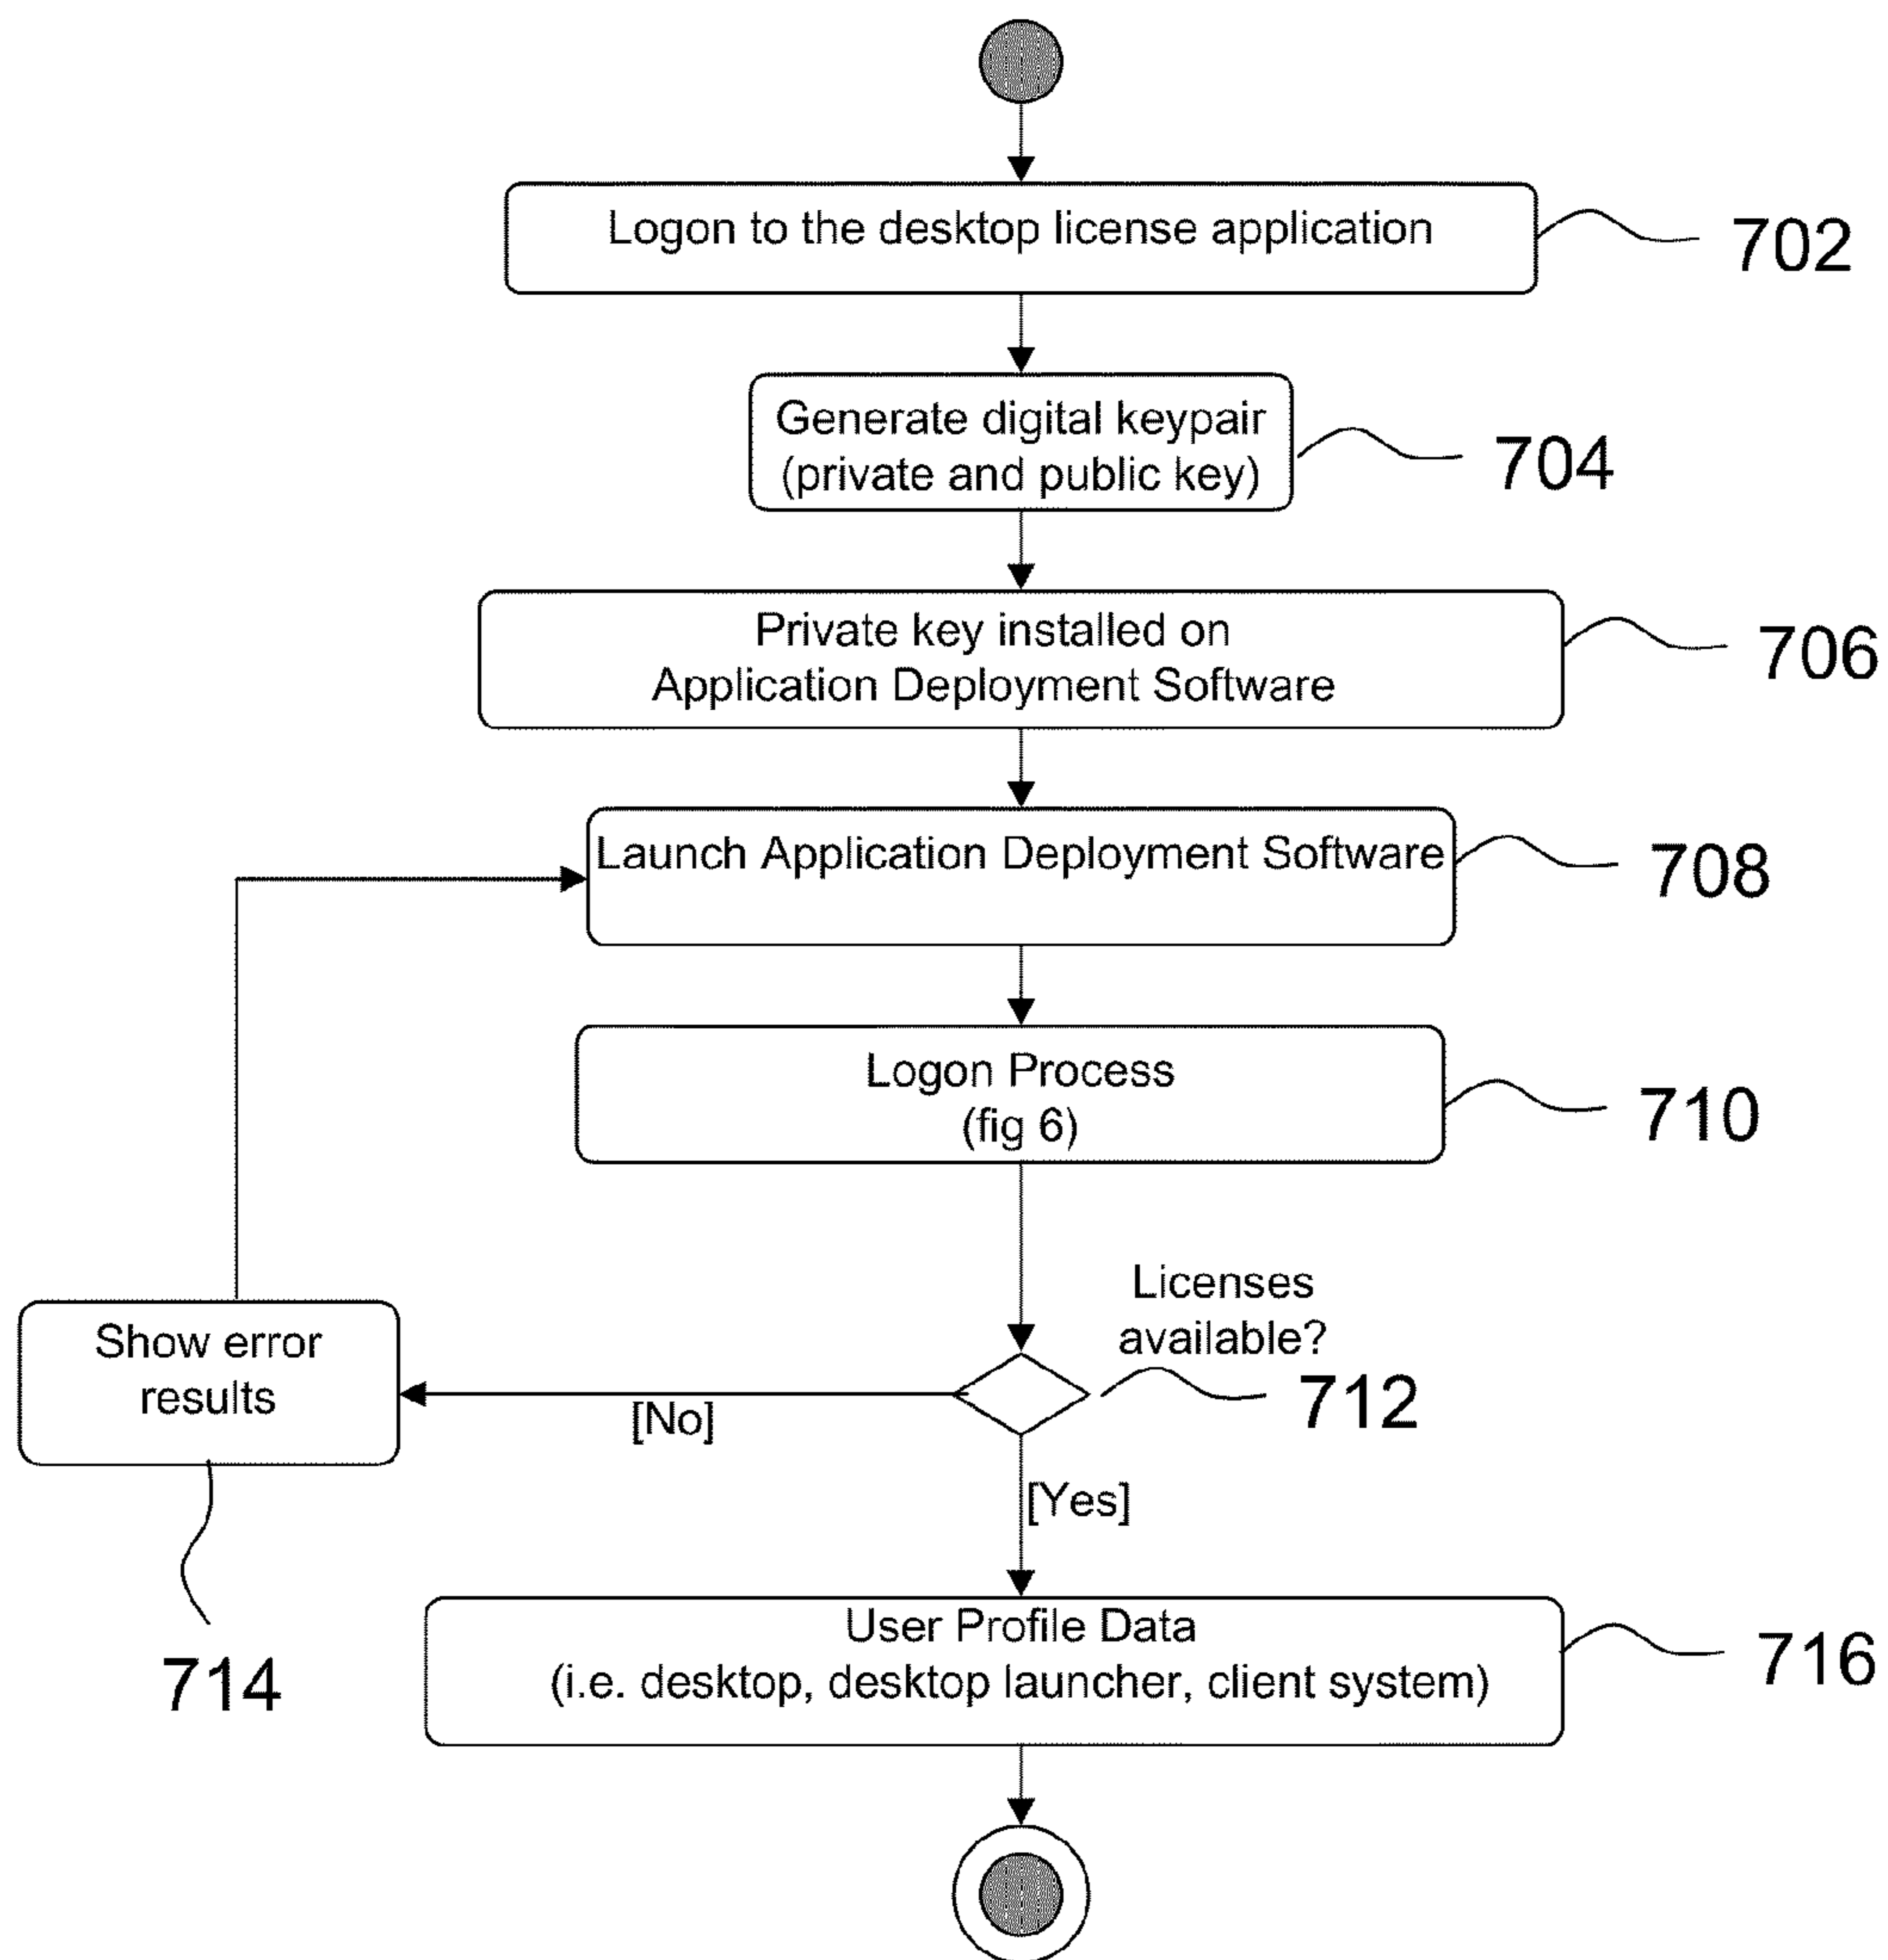 Logon to the desktop license application
702
Generate digital keypair
(private and public key)
704
Private key installed on
Application Deployment Software
706
Launch Application Deployment Software
708
Logon Process
(fig 6)
710
Licenses
available?
712
Show error
results
[No]
714
[Yes]
User Profile Data
(i.e. desktop, desktop launcher, client system)
716